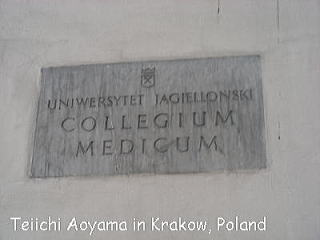 UNIWERSYTET JAGIELLOŃSKI
COLLEGIUM
MEDICUM
Teiichi Aoyama in Krakow, Poland